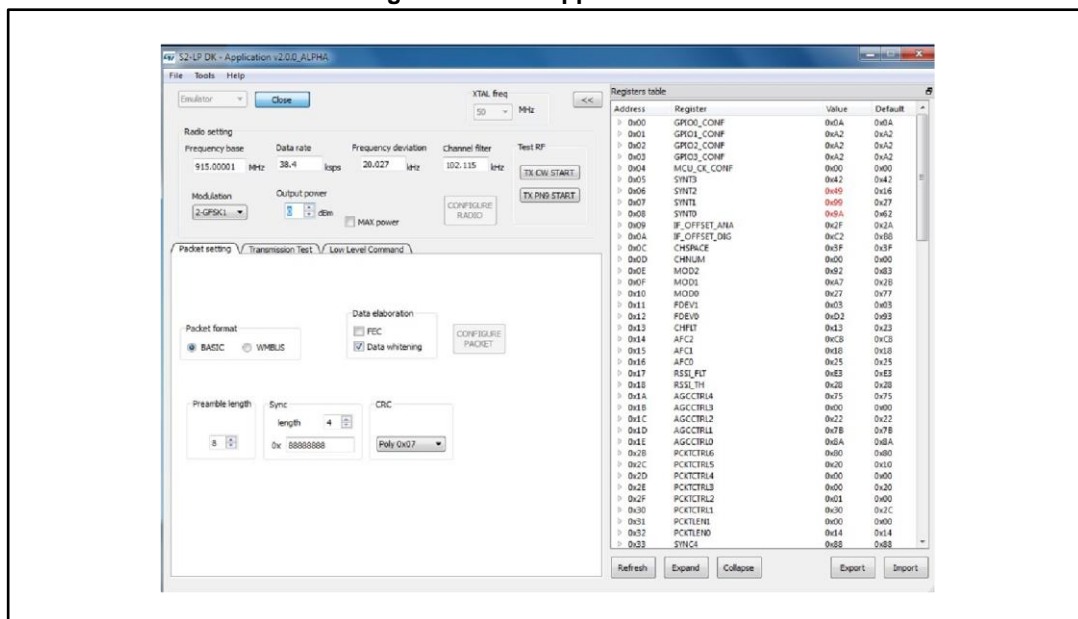 S2-LP DK - Application v2.0.0_ALPHA
File Tools Help
Emulator Close XTAL freq 50 MHz <<
Radio setting
Frequency base Data rate Frequency deviation Channel filter Test RF
915.00001 MHz 38.4 ksps 20.027 kHz 102.115 kHz TX CW START
Modulation Output power TX PN9 START
2-GFSK1 dBm MAX power CONFIGURE RADIO
Packet setting Transmission Test Low Level Command
Data elaboration
Packet format FEC CONFIGURE PACKET
BASIC WMBUS Data whitening
Preamble length Sync CRC
length 4
8 0x 88888888 Poly 0x07
Registers table
Address Register Value Default
0x00 GPIO0_CONF 0x0A 0x0A
0x01 GPIO1_CONF 0xA2 0xA2
0x02 GPIO2_CONF 0xA2 0xA2
0x03 GPIO3_CONF 0xA2 0xA2
0x04 MCU_CK_CONF 0x00 0x00
0x05 SYNT3 0x42 0x42
0x06 SYNT2 0x49 0x16
0x07 SYNT1 0x99 0x27
0x08 SYNT0 0x9A 0x62
0x09 IF_OFFSET_ANA 0x2F 0x2A
0x0A IF_OFFSET_DIG 0xC2 0xB8
0x0C CHSPACE 0x3F 0x3F
0x0D CHNUM 0x00 0x00
0x0E MOD2 0x92 0x83
0x0F MOD1 0xA7 0x2B
0x10 MOD0 0x27 0x77
0x11 FDEV1 0x03 0x03
0x12 FDEV0 0xD2 0x93
0x13 CHFLT 0x13 0x23
0x14 AFC2 0xC8 0xC8
0x15 AFC1 0x18 0x18
0x16 AFC0 0x25 0x25
0x17 RSSI_FLT 0xE3 0xE3
0x18 RSSI_TH 0x28 0x28
0x1A AGCCTRL4 0x75 0x75
0x1B AGCCTRL3 0x00 0x00
0x1C AGCCTRL2 0x22 0x22
0x1D AGCCTRL1 0x7B 0x7B
0x1E AGCCTRL0 0x8A 0x8A
0x2B PCKTCTRL6 0x80 0x80
0x2C PCKTCTRL5 0x20 0x10
0x2D PCKTCTRL4 0x00 0x00
0x2E PCKTCTRL3 0x00 0x20
0x2F PCKTCTRL2 0x01 0x00
0x30 PCKTCTRL1 0x30 0x2C
0x31 PCKTLEN1 0x00 0x00
0x32 PCKTLEN0 0x14 0x14
0x33 SYNC4 0x88 0x88
Refresh Expand Collapse Export Import